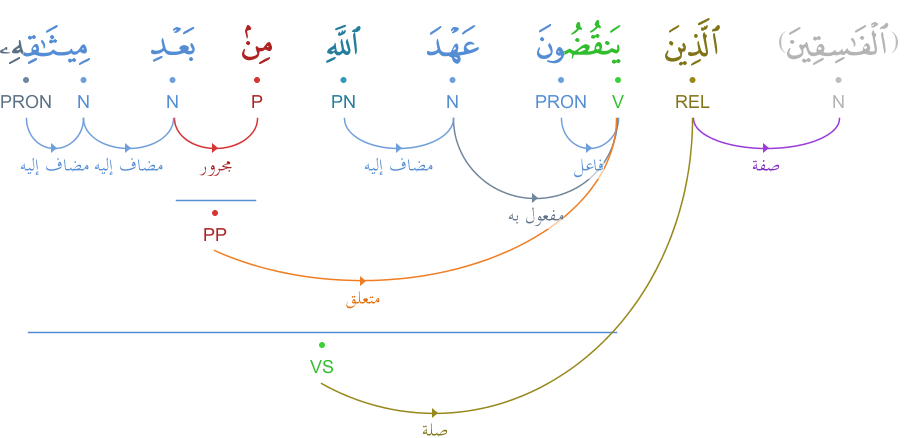 (ٱلْفَـٰسِقِينَ) ٱلَّذِينَ يَنقُضُونَ عَهْدَ ٱللَّهِ مِنۢ بَعْدِ مِيثَـٰقِهِۦ
N REL V PRON N PN P N N PRON
صفة فاعل مضاف إليه مجرور مضاف إليه مضاف إليه
مفعول به
PP
متعلق
VS
صلة